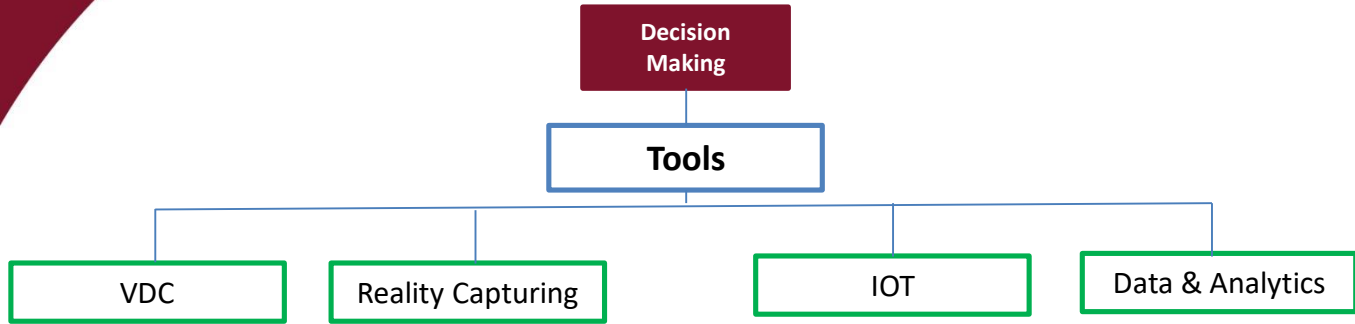 Decision
Making
Tools
VDC
Reality Capturing
IOT
Data & Analytics